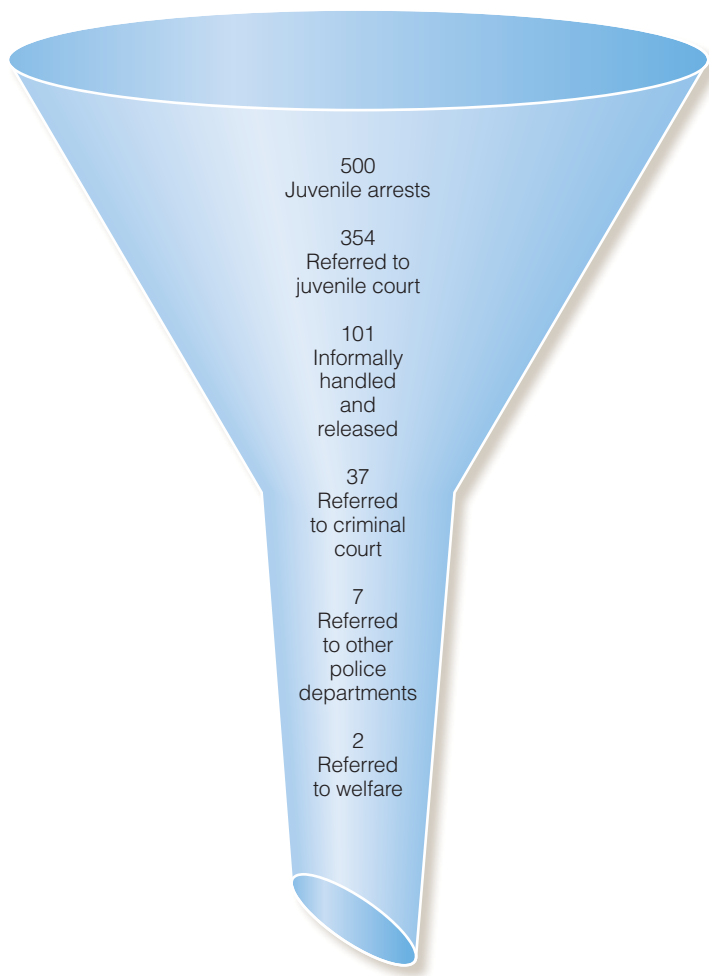 500
Juvenile arrests
354
Referred to
juvenile court
101
Informally
handled
and
released
37
Referred
to criminal
court
7
Referred
to other
police
departments
2
Referred
to welfare